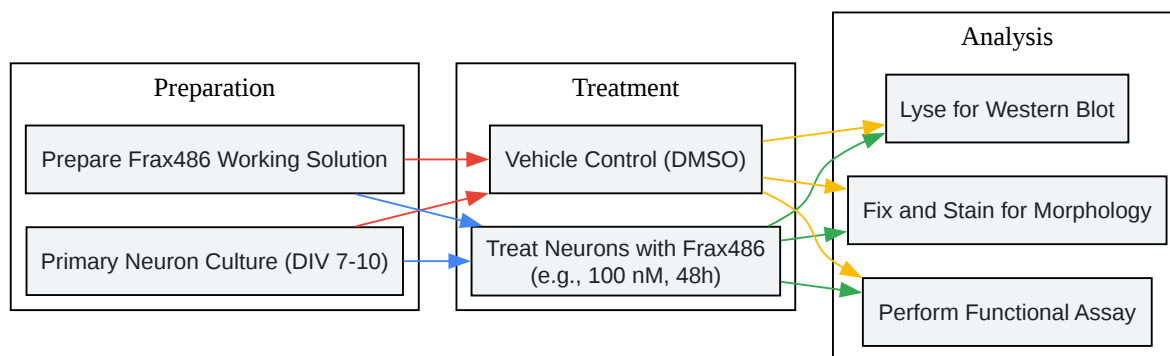 Preparation
Prepare Frax486 Working Solution
Primary Neuron Culture (DIV 7-10)
Treatment
Vehicle Control (DMSO)
Treat Neurons with Frax486
(e.g., 100 nM, 48h)
Analysis
Lyse for Western Blot
Fix and Stain for Morphology
Perform Functional Assay